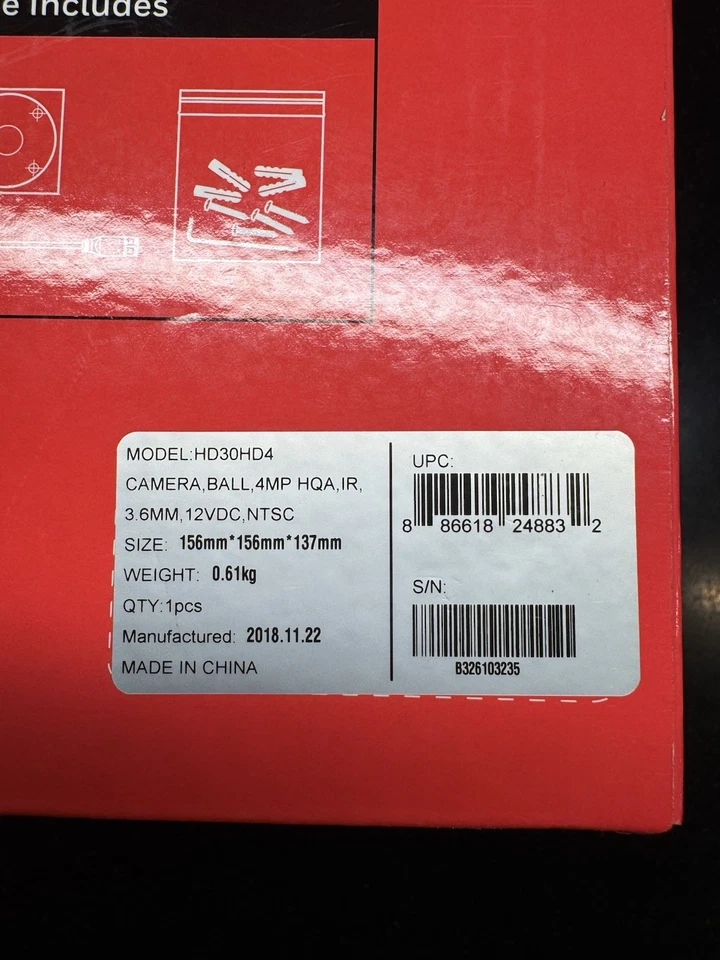 e Includes
MODEL:HD30HD4
CAMERA,BALL,4MP HQA,IR,
3.6MM,12VDC,NTSC
SIZE: 156mm*156mm*137mm
WEIGHT: 0.61kg
QTY:1pcs
Manufactured: 2018.11.22
MADE IN CHINA
UPC:
8 86618 24883 2
S/N:
B326103235